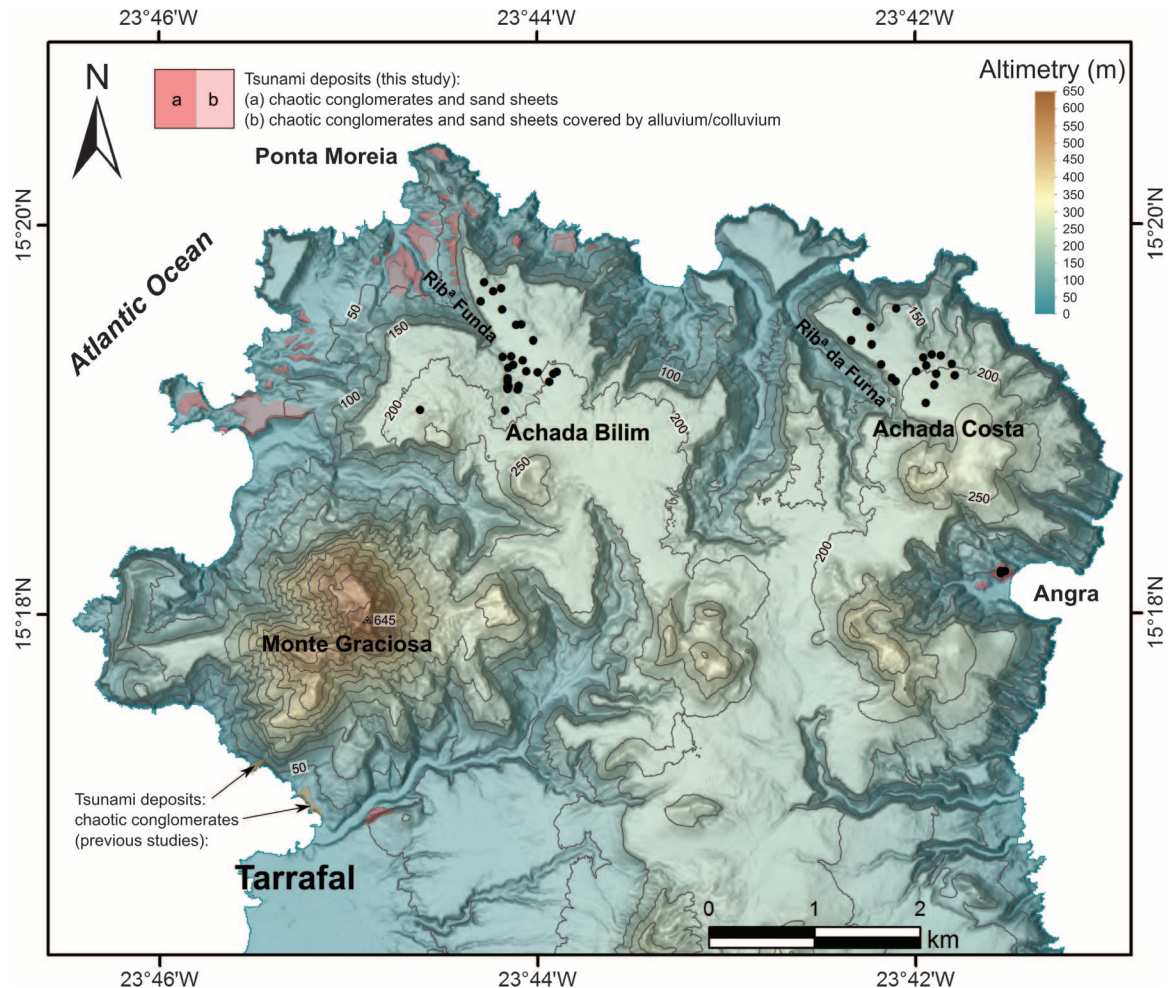 23°46'W
23°44'W
23°42'W
N
a
b
Tsunami deposits (this study):
(a) chaotic conglomerates and sand sheets
(b) chaotic conglomerates and sand sheets covered by alluvium/colluvium
Altimetry (m)
650
600
550
500
450
400
350
300
250
200
150
100
50
0
Ponta Moreia
15°20'N
15°20'N
Atlantic Ocean
50
150
Ribª Funda
Ribª da Furna
150
100
200
100
200
200
Achada Bilim
Achada Costa
250
250
200
Angra
15°18'N
15°18'N
645
Monte Graciosa
50
Tsunami deposits:
chaotic conglomerates
(previous studies):
Tarrafal
0
1
2
km
23°46'W
23°44'W
23°42'W